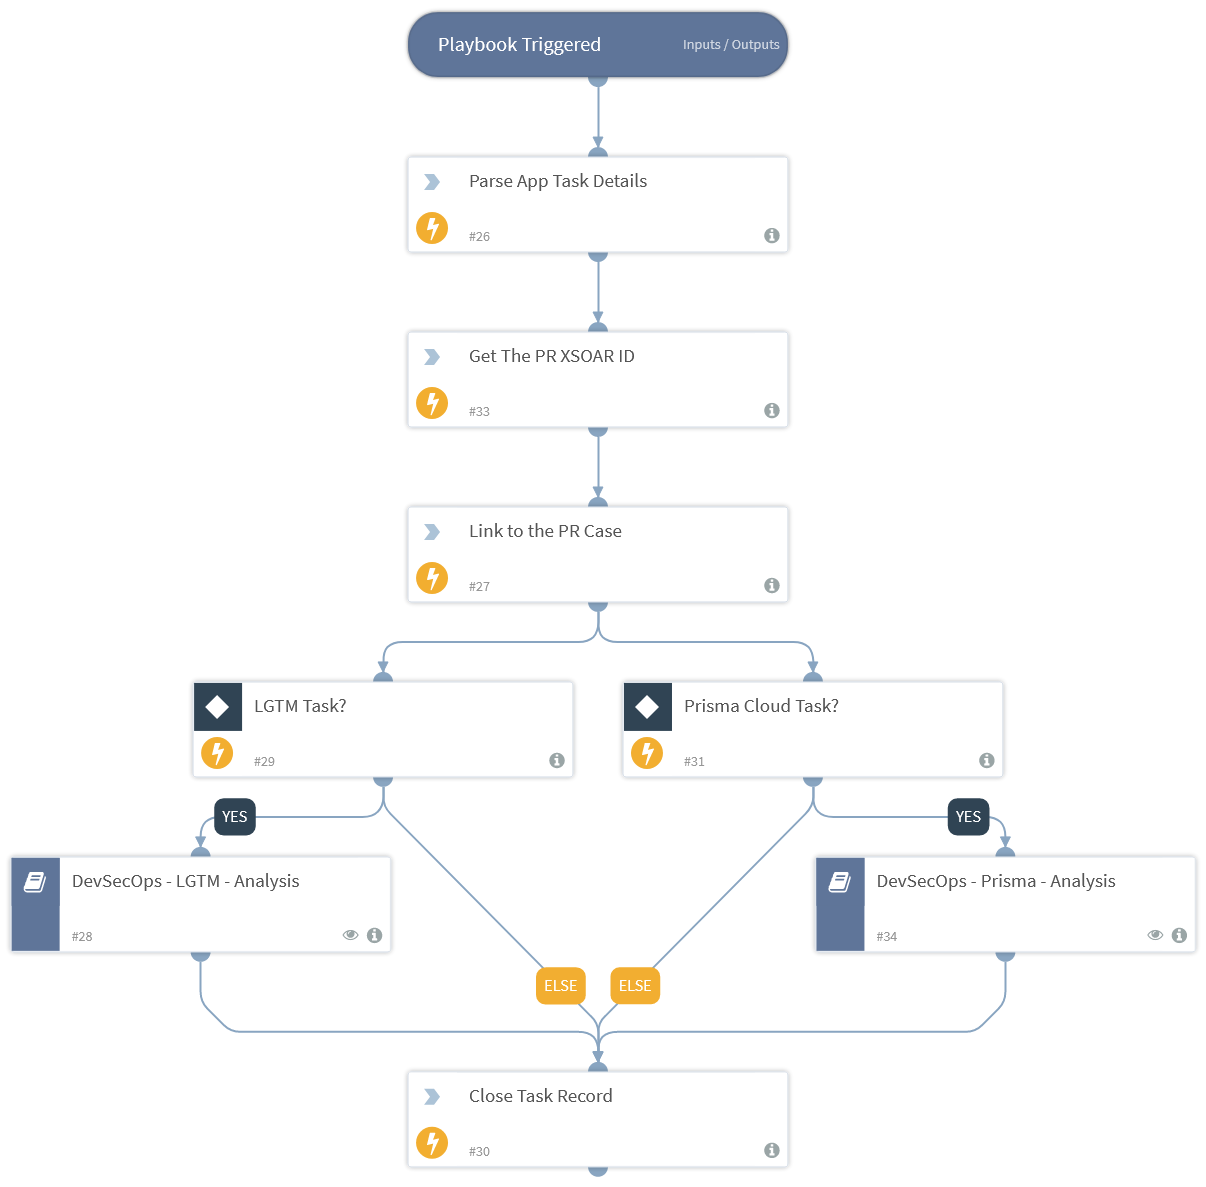 Playbook Triggered
Inputs / Outputs
Parse App Task Details
#26
Get The PR XSOAR ID
#33
Link to the PR Case
#27
LGTM Task?
#29
Prisma Cloud Task?
#31
YES
YES
DevSecOps - LGTM - Analysis
#28
DevSecOps - Prisma - Analysis
#34
ELSE
ELSE
Close Task Record
#30